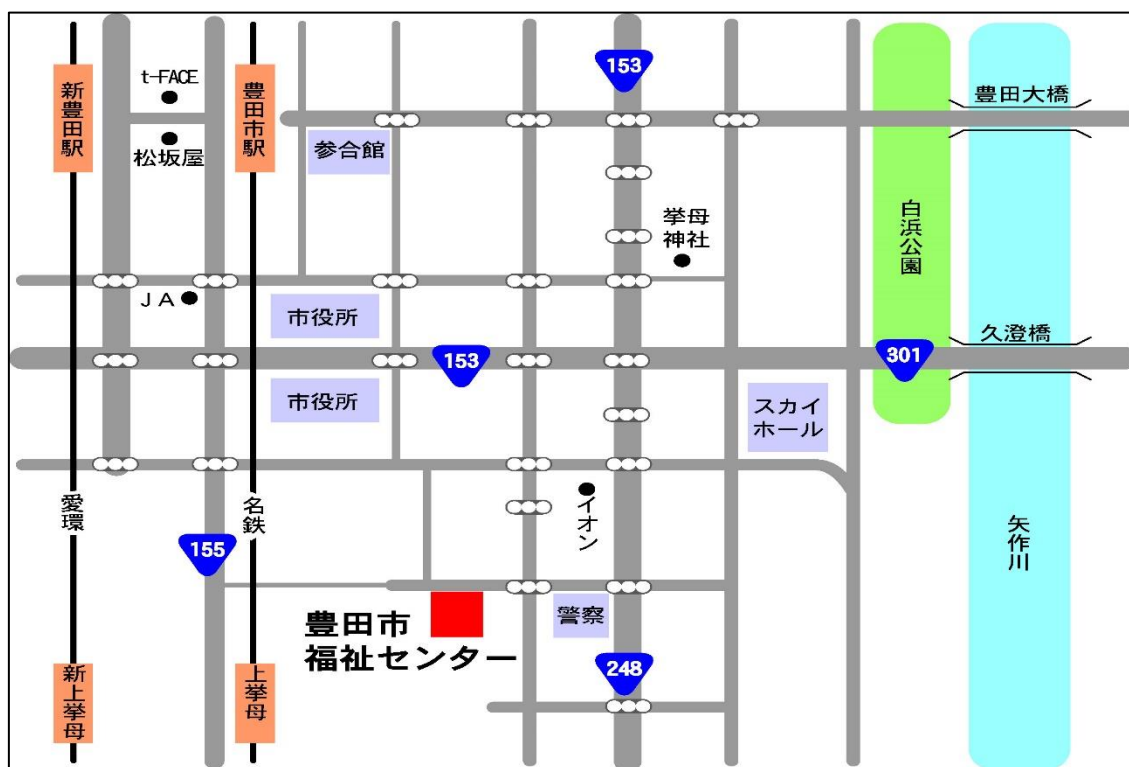 153
t-FACE
新豊田駅
豊田市駅
豊田大橋
松坂屋
参合館
挙母
神社
白浜公園
JA
市役所
久澄橋
153
301
市役所
スカイ
ホール
愛環
名鉄
イオン
矢作川
155
豊田市
福祉センター
警察
248
新上挙母
上挙母